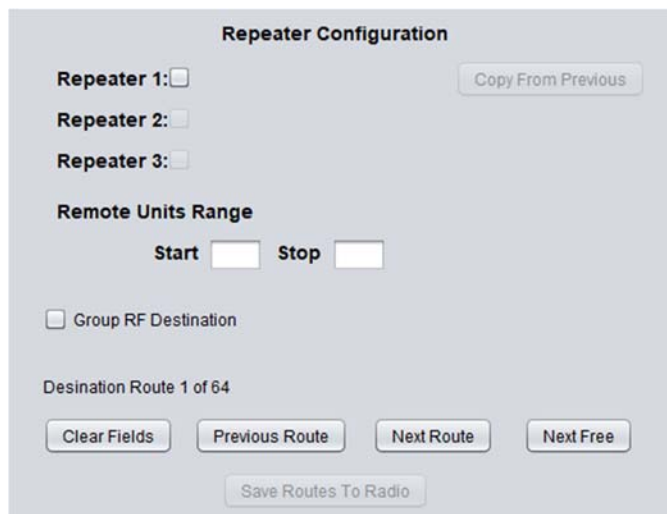 Repeater Configuration
Repeater 1:
Copy From Previous
Repeater 2:
Repeater 3:
Remote Units Range
Start Stop
Group RF Destination
Desination Route 1 of 64
Clear Fields Previous Route Next Route Next Free
Save Routes To Radio